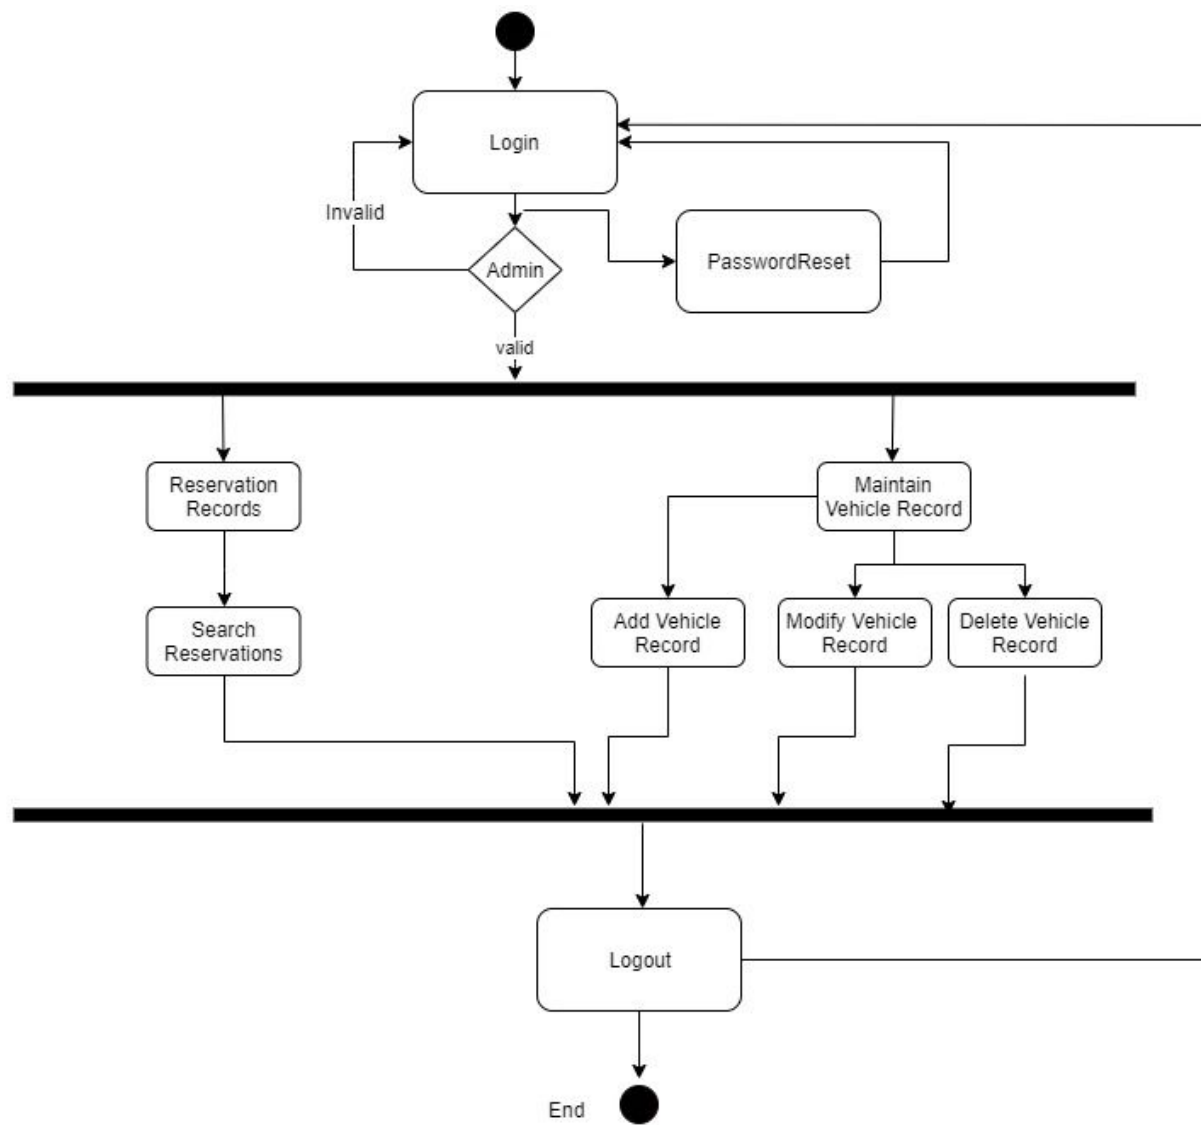 Login
Invalid
Admin
PasswordReset
valid
Reservation
Records
Maintain
Vehicle Record
Search
Reservations
Add Vehicle
Record
Modify Vehicle
Record
Delete Vehicle
Record
Logout
End